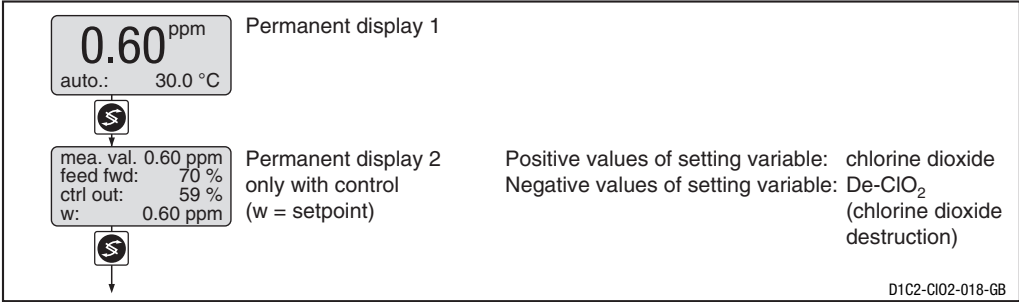 0.60 ppm
auto.: 30.0 °C
Permanent display 1
mea. val. 0.60 ppm
feed fwd: 70 %
ctrl out: 59 %
w: 0.60 ppm
Permanent display 2
only with control
(w = setpoint)
Positive values of setting variable: chlorine dioxide
Negative values of setting variable: De-ClO₂
(chlorine dioxide
destruction)
D1C2-ClO2-018-GB